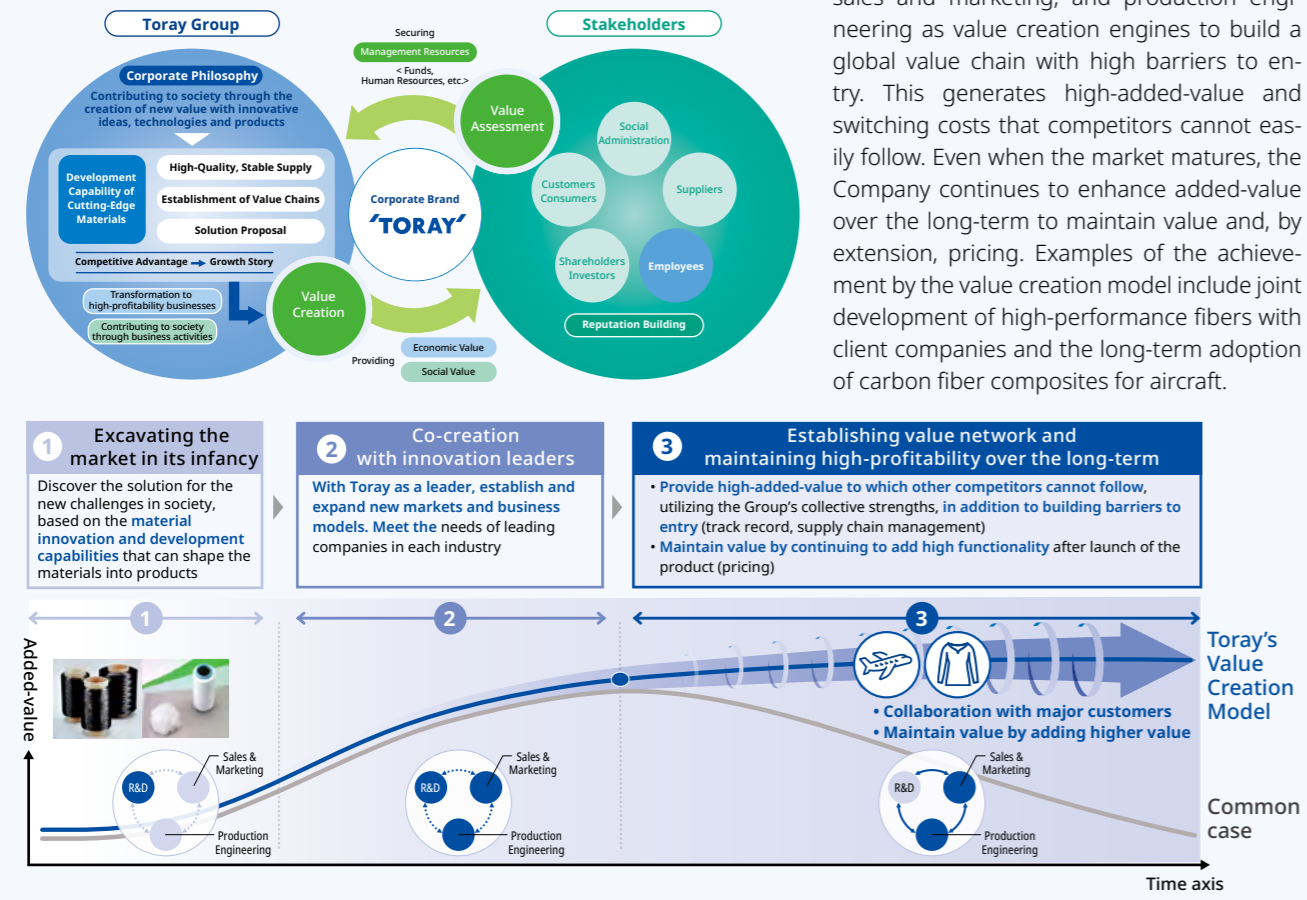 Toray Group
Corporate Philosophy
Contributing to society through the
creation of new value with innovative
ideas, technologies and products
Development
Capability of
Cutting-Edge
Materials
High-Quality, Stable Supply
Establishment of Value Chains
Solution Proposal
Competitive Advantage → Growth Story
Transformation to
high-profitability businesses
Contributing to society
through business activities
Value
Creation
Securing
Management Resources
< Funds,
Human Resources, etc.>
Corporate Brand
'TORAY'
Providing
Economic Value
Social Value
Value
Assessment
Stakeholders
Social
Administration
Customers
Consumers
Suppliers
Shareholders
Investors
Employees
Reputation Building
sales and marketing, and production engi-
neering as value creation engines to build a
global value chain with high barriers to en-
try. This generates high-added-value and
switching costs that competitors cannot eas-
ily follow. Even when the market matures, the
Company continues to enhance added-value
over the long-term to maintain value and, by
extension, pricing. Examples of the achieve-
ment by the value creation model include joint
development of high-performance fibers with
client companies and the long-term adoption
of carbon fiber composites for aircraft.
1
Excavating the
market in its infancy
Discover the solution for the
new challenges in society,
based on the material
innovation and development
capabilities that can shape the
materials into products
2
Co-creation
with innovation leaders
With Toray as a leader, establish and
expand new markets and business
models. Meet the needs of leading
companies in each industry
3
Establishing value network and
maintaining high-profitability over the long-term
• Provide high-added-value to which other competitors cannot follow,
utilizing the Group's collective strengths, in addition to building barriers to
entry (track record, supply chain management)
• Maintain value by continuing to add high functionality after launch of the
product (pricing)
1
2
3
Added-value
R&D
Sales &
Marketing
Production
Engineering
R&D
Sales &
Marketing
Production
Engineering
• Collaboration with major customers
• Maintain value by adding higher value
R&D
Sales &
Marketing
Production
Engineering
Toray's
Value
Creation
Model
Common
case
Time axis